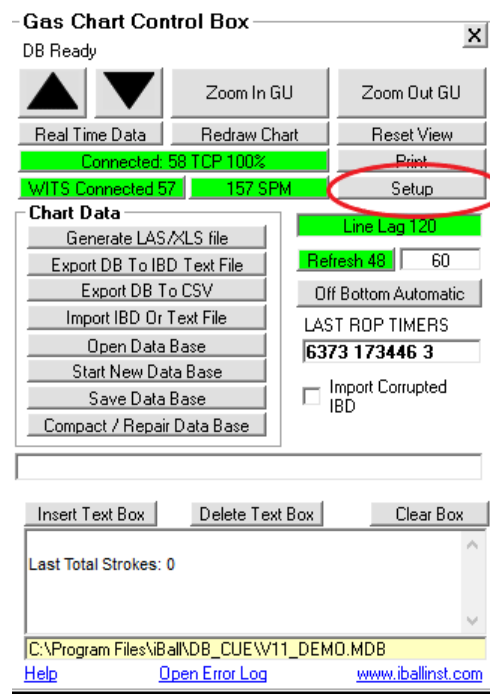 Gas Chart Control Box
X
DB Ready
Zoom In GU
Zoom Out GU
Real Time Data
Redraw Chart
Reset View
Connected: 58 TCP 100%
Print
WITS Connected 57
157 SPM
Setup
Chart Data
Generate LAS/XLS file
Export DB To IBD Text File
Export DB To CSV
Import IBD Or Text File
Open Data Base
Start New Data Base
Save Data Base
Compact / Repair Data Base
Line Lag 120
Refresh 48
60
Off Bottom Automatic
LAST ROP TIMERS
6373 173446 3
Import Corrupted
IBD
Insert Text Box
Delete Text Box
Clear Box
Last Total Strokes: 0
C:\Program Files\iBall\DB_CUE\V11_DEMO.MDB
Help
Open Error Log
www.iballinst.com